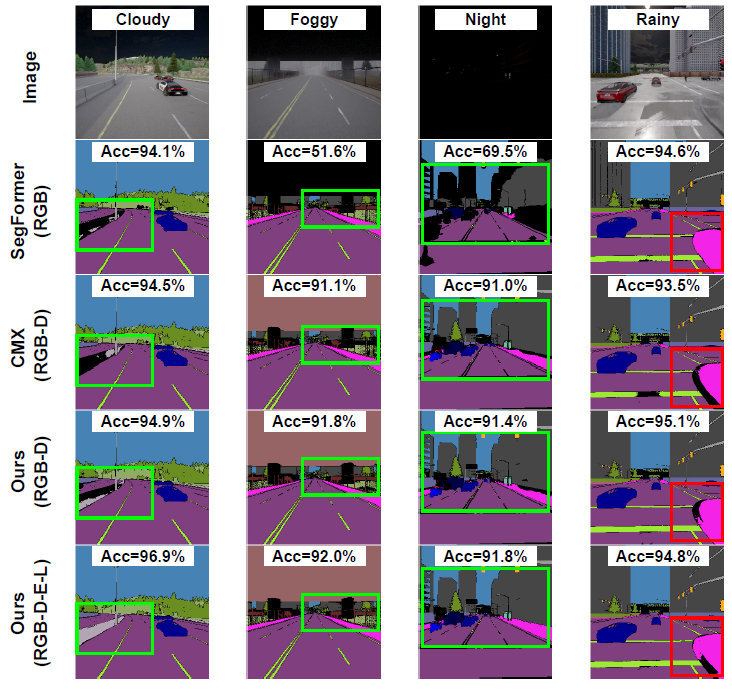 Cloudy Foggy Night Rainy
Image
Acc=94.1% Acc=51.6% Acc=69.5% Acc=94.6%
SegFormer
(RGB)
Acc=94.5% Acc=91.1% Acc=91.0% Acc=93.5%
CMX
(RGB-D)
Acc=94.9% Acc=91.8% Acc=91.4% Acc=95.1%
Ours
(RGB-D)
Acc=96.9% Acc=92.0% Acc=91.8% Acc=94.8%
Ours
(RGB-D-E-L)